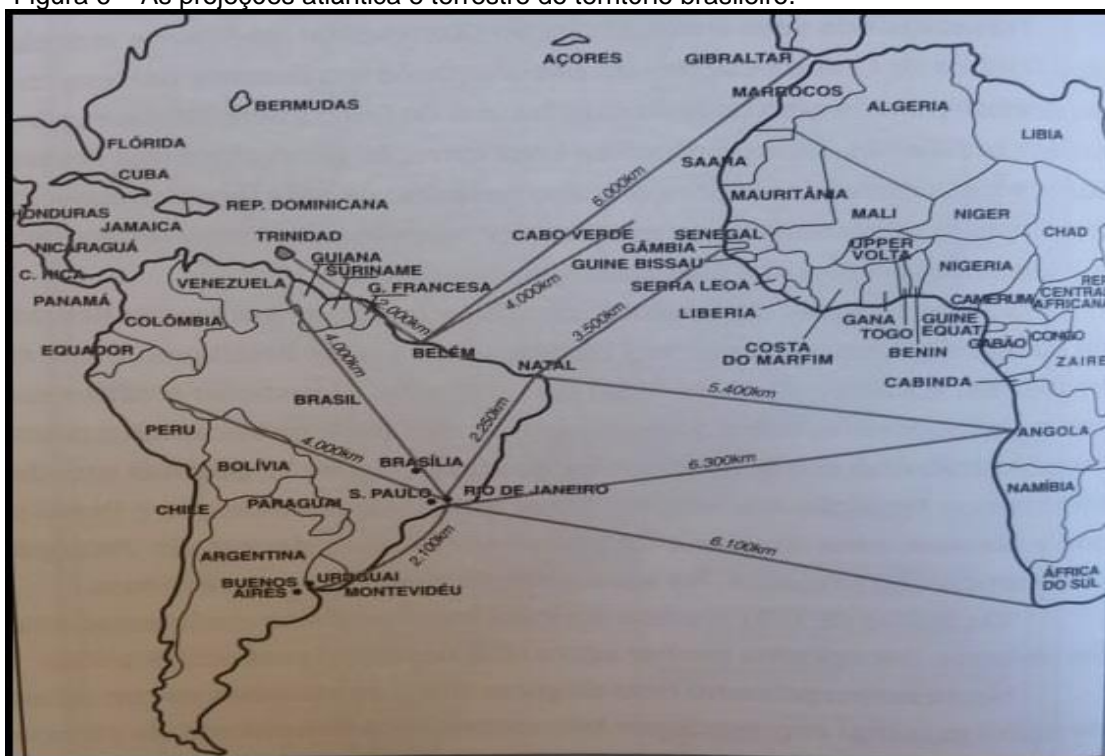 Figura 6 – As projeções atlântica e terrestre do território brasileiro.
AÇORES
GIBRALTAR
MARROCOS
ALGERIA
LIBIA
BERMUDAS
FLÓRIDA
CUBA
SAARA
MAURITÂNIA
MALI
NIGER
CHAD
HONDURAS
JAMAICA
REP. DOMINICANA
NICARAGUÁ
TRINIDAD
CABO VERDE
SENEGAL
GÂMBIA
GUINE BISSAU
UPPER
VOLTA
NIGERIA
C. RICA
PANAMÁ
VENEZUELA
GUIANA
SURINAME
G. FRANCESA
SERRA LEOA
LIBERIA
CAMERUM
REP
CENTRAL
AFRICANA
COLÔMBIA
EQUADOR
BELÉM
NATAL
COSTA
DO MARFIM
GANA
TOGO
BENIN
GUINE
EQUAT
GABÃO
CONGO
ZAIRE
CABINDA
6.000km
4.000km
2.000km
3.500km
4.000km
2.250km
5.400km
BRASIL
PERU
4.000km
BOLÍVIA
BRASÍLIA
S. PAULO
RIO DE JANEIRO
6.300km
ANGOLA
NAMÍBIA
CHILE
PARAGUAI
2.100km
6.100km
ARGENTINA
BUENOS
AIRES
URUGUAI
MONTEVIDÉU
ÁFRICA
DO SUL